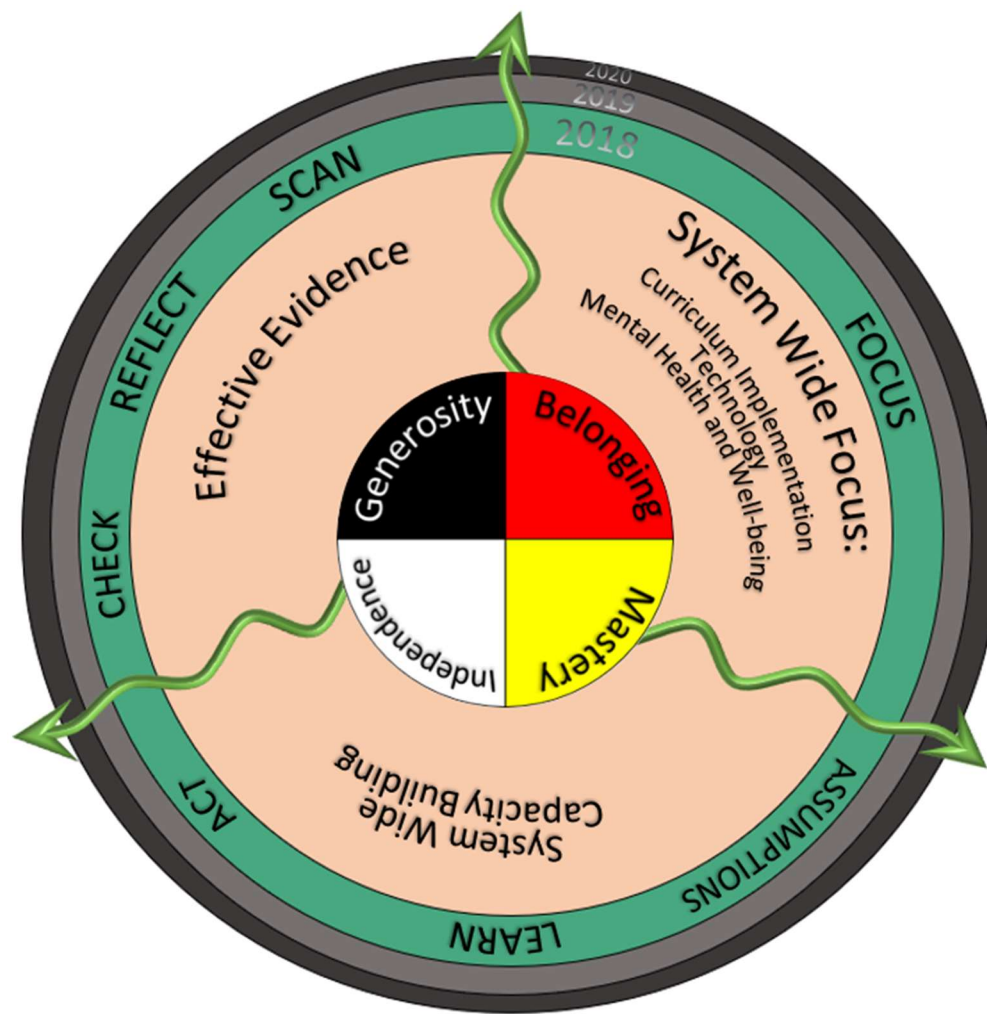 2020
2019
2018
SCAN
FOCUS
ASSUMPTIONS
LEARN
ACT
CHECK
REFLECT
Effective Evidence
System Wide Focus:
Curriculum Implementation
Technology
Mental Health and Well-being
System Wide
Capacity Building
Generosity
Belonging
Mastery
Independence